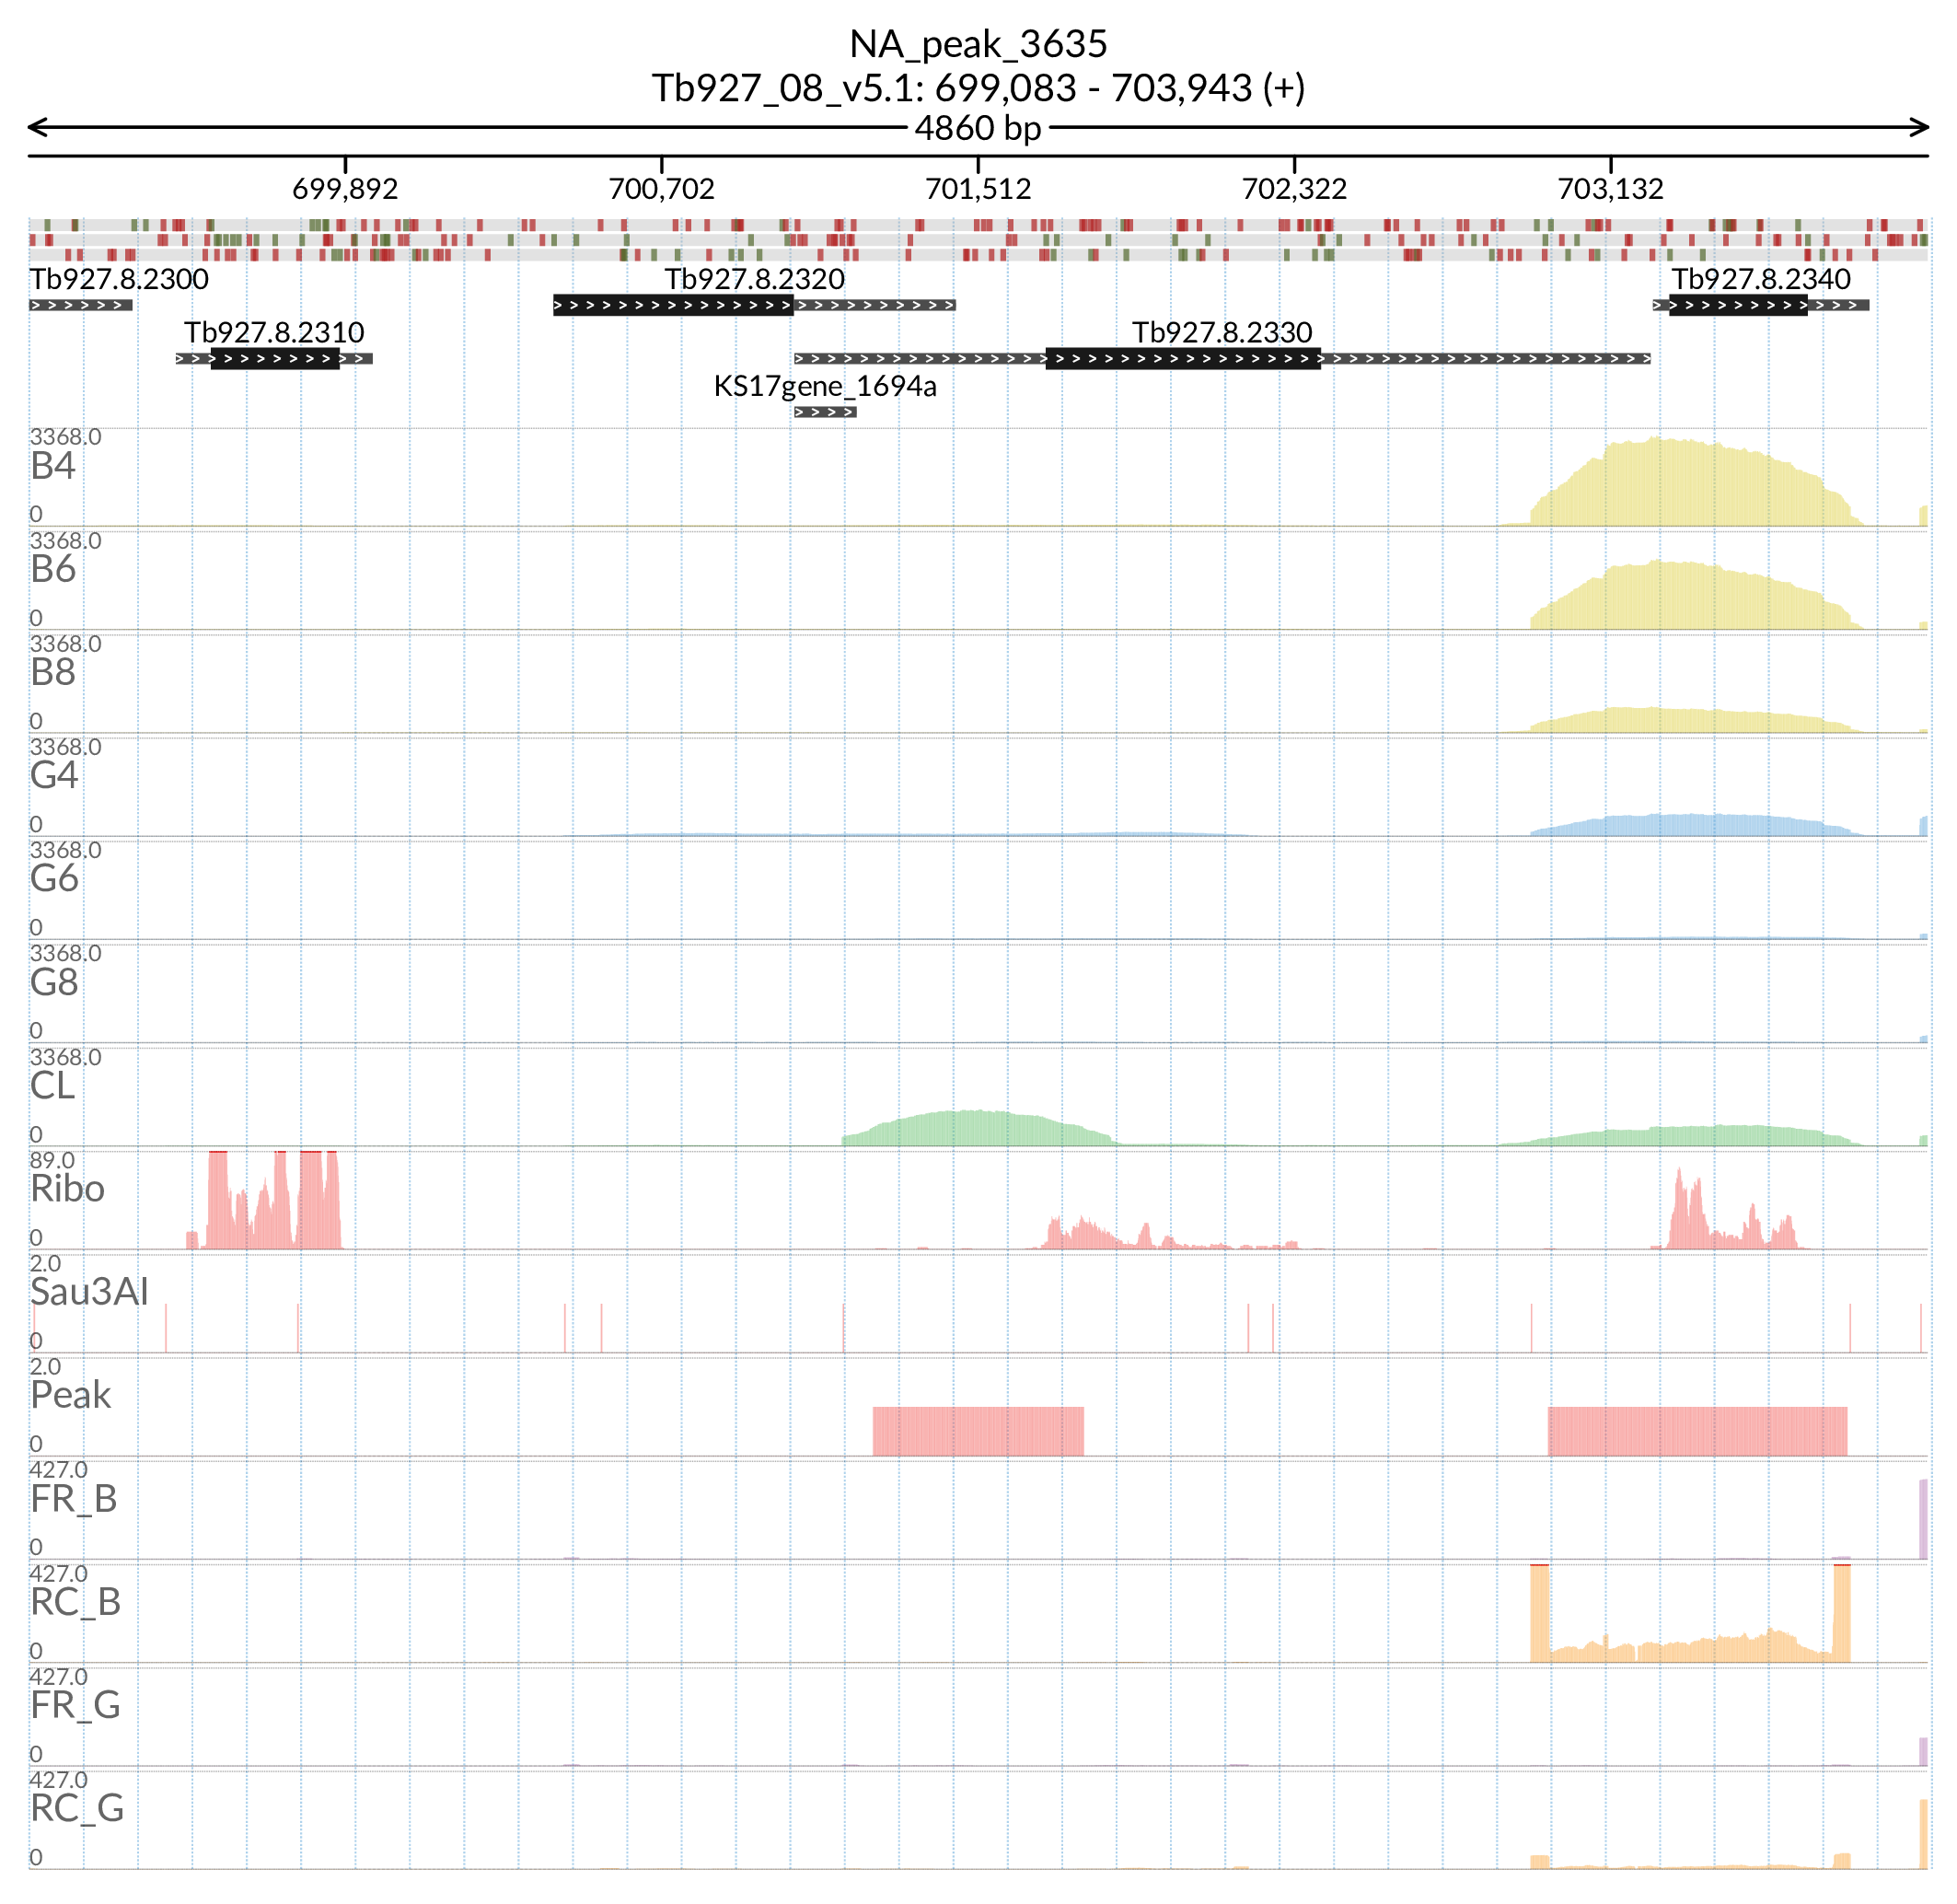 NA_peak_3635
Tb927_08_v5.1: 699,083 - 703,943 (+)
4860 bp
699,892 700,702 701,512 702,322 703,132
Tb927.8.2300 Tb927.8.2320 Tb927.8.2340
Tb927.8.2310 Tb927.8.2330
KS17gene_1694a
3368.0
B4
0
3368.0
B6
0
3368.0
B8
0
3368.0
G4
0
3368.0
G6
0
3368.0
G8
0
3368.0
CL
0
89.0
Ribo
0
2.0
Sau3AI
0
2.0
Peak
0
427.0
FR_B
0
427.0
RC_B
0
427.0
FR_G
0
427.0
RC_G
0